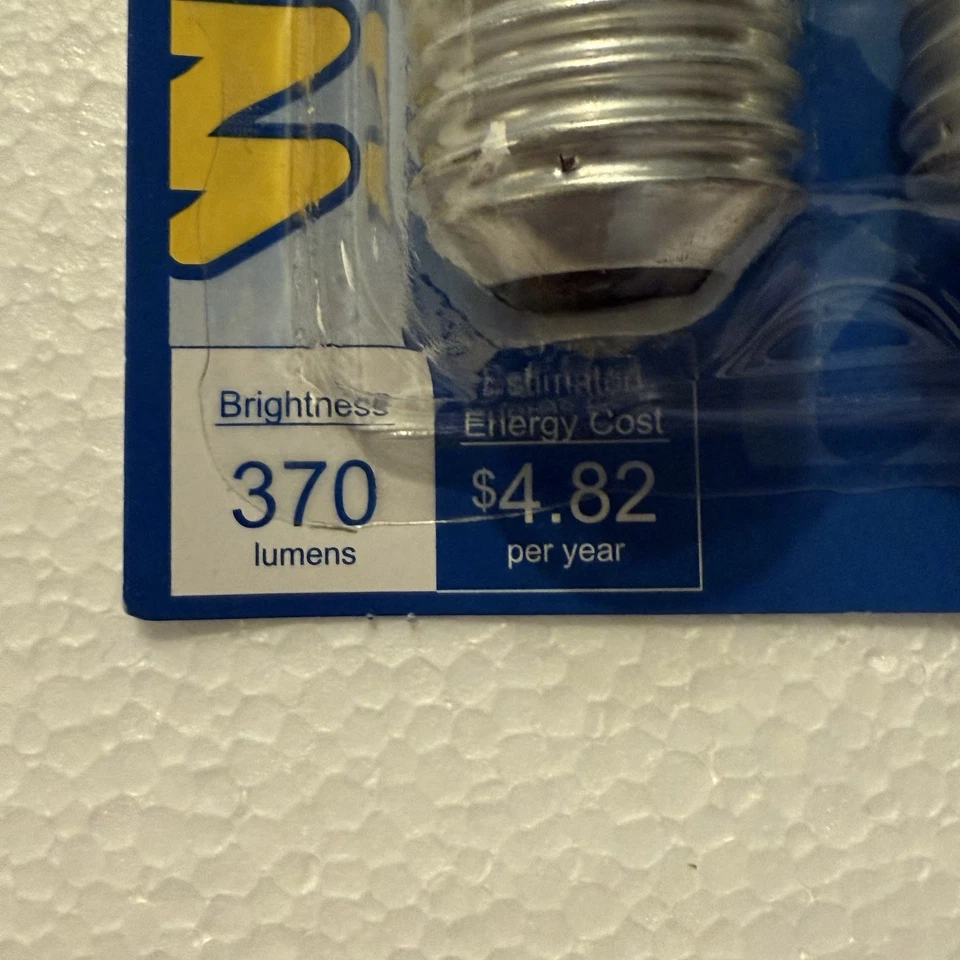 Brightness
370
lumens
Estimated
Energy Cost
$4.82
per year